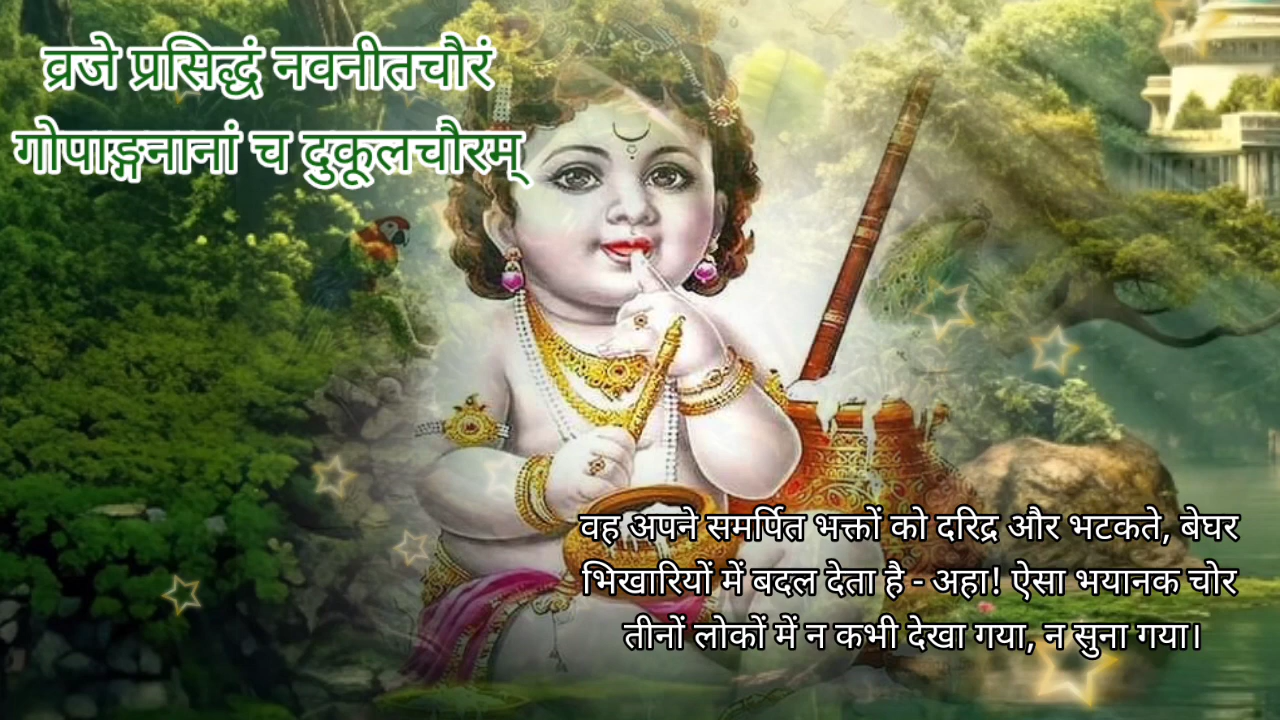 व्रजे प्रसिद्धं नवनीतचौरं
गोपाङ्गनानां च दुकूलचौरम्
वह अपने समर्पित भक्तों को दरिद्र और भटकते, बेघर
भिखारियों में बदल देता है - अहा! ऐसा भयानक चोर
तीनों लोकों में न कभी देखा गया, न सुना गया।